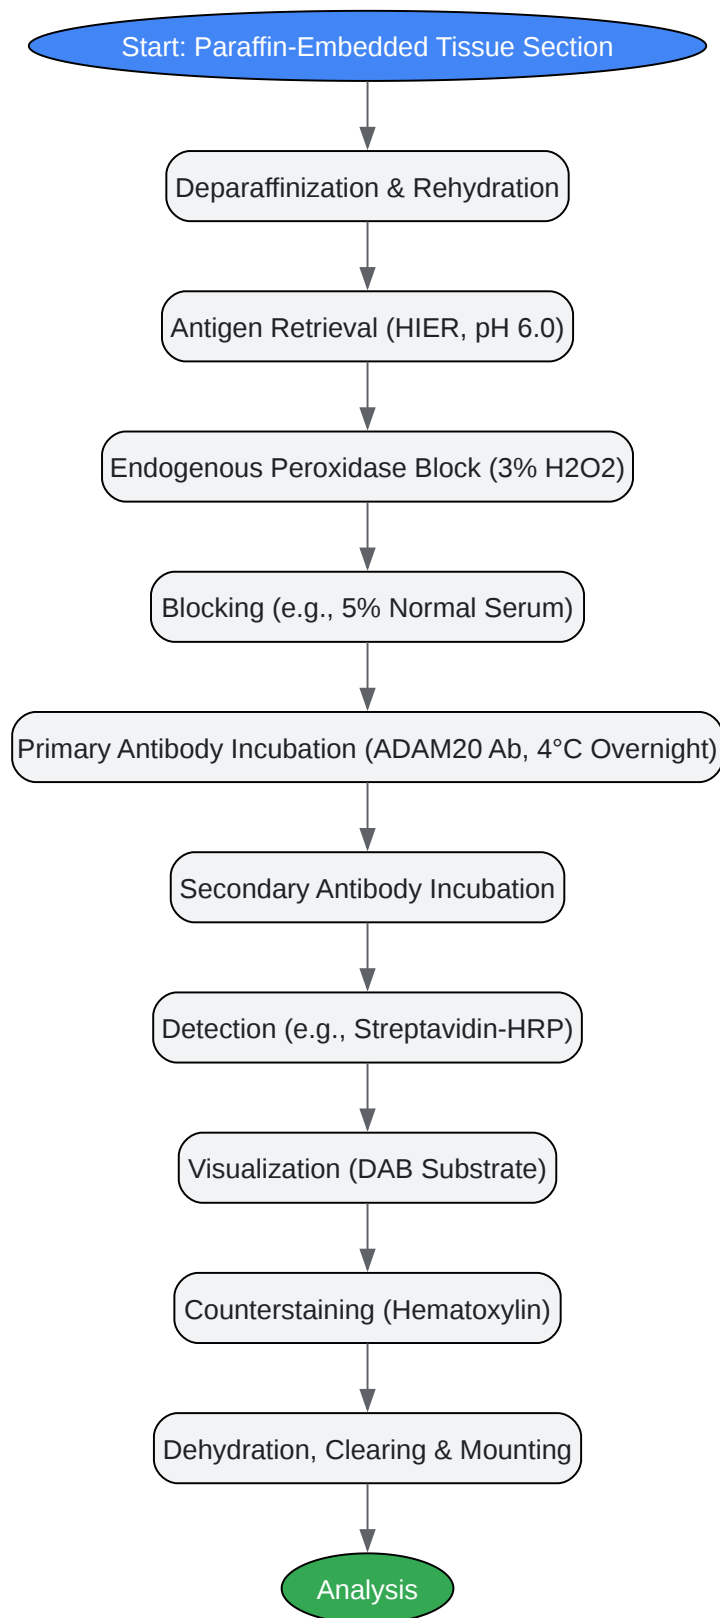 Start: Paraffin-Embedded Tissue Section
Deparaffinization & Rehydration
Antigen Retrieval (HIER, pH 6.0)
Endogenous Peroxidase Block (3% H2O2)
Blocking (e.g., 5% Normal Serum)
Primary Antibody Incubation (ADAM20 Ab, 4°C Overnight)
Secondary Antibody Incubation
Detection (e.g., Streptavidin-HRP)
Visualization (DAB Substrate)
Counterstaining (Hematoxylin)
Dehydration, Clearing & Mounting
Analysis